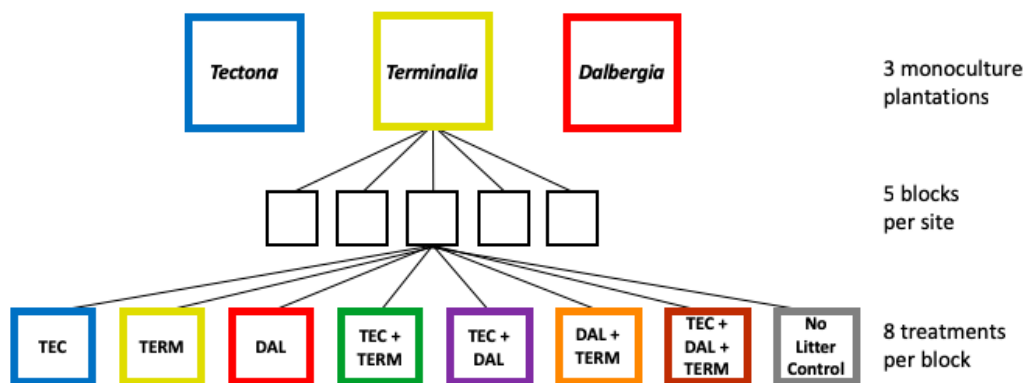 Tectona
Terminalia
Dalbergia
3 monoculture
plantations
5 blocks
per site
TEC
TERM
DAL
TEC +
TERM
TEC +
DAL
DAL +
TERM
TEC +
DAL +
TERM
No
Litter
Control
8 treatments
per block